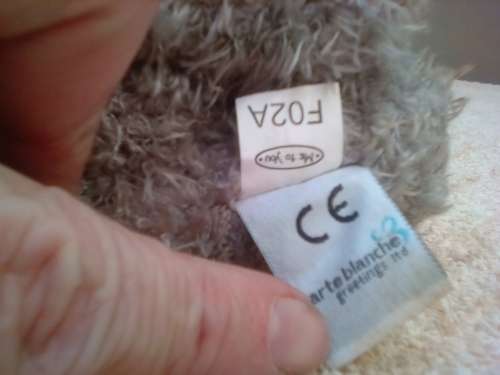 F02A
Me to you
CE
arte blanche
greetings ltd